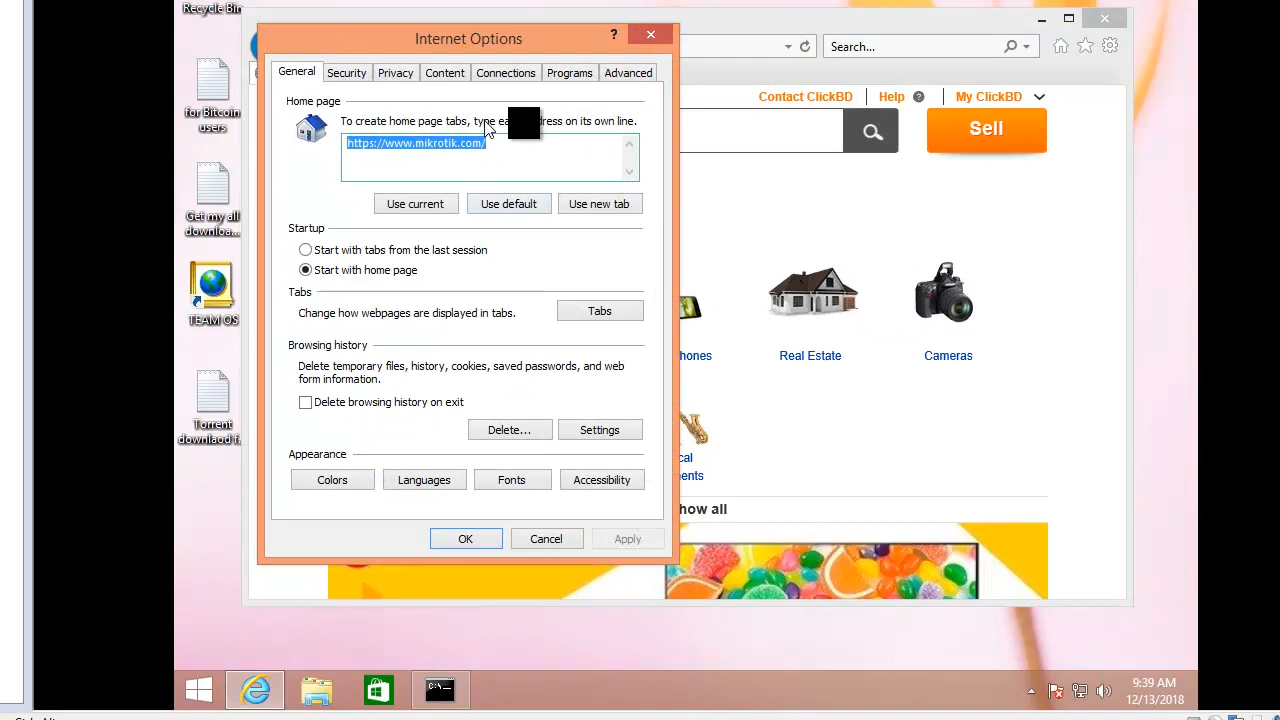 Recycle Bin
Internet Options
?
Search...
General
Security
Privacy
Content
Connections
Programs
Advanced
Contact ClickBD
Help
?
My ClickBD
Home page
for Bitcoin
users
To create home page tabs, type
dress on its own line.
Sell
https://www.mikrotik.com/
Use current
Use default
Use new tab
Get my all
downloa...
Startup
Start with tabs from the last session
Start with home page
Tabs
Change how webpages are displayed in tabs.
Tabs
TEAM OS
Browsing history
hones
Real Estate
Cameras
Delete temporary files, history, cookies, saved passwords, and web
form information.
Delete browsing history on exit
Torrent
downlaod f..
Delete...
Settings
Appearance
cal
ents
Colors
Languages
Fonts
Accessibility
how all
OK
Cancel
Apply
C:\_
9:39 AM
12/13/2018